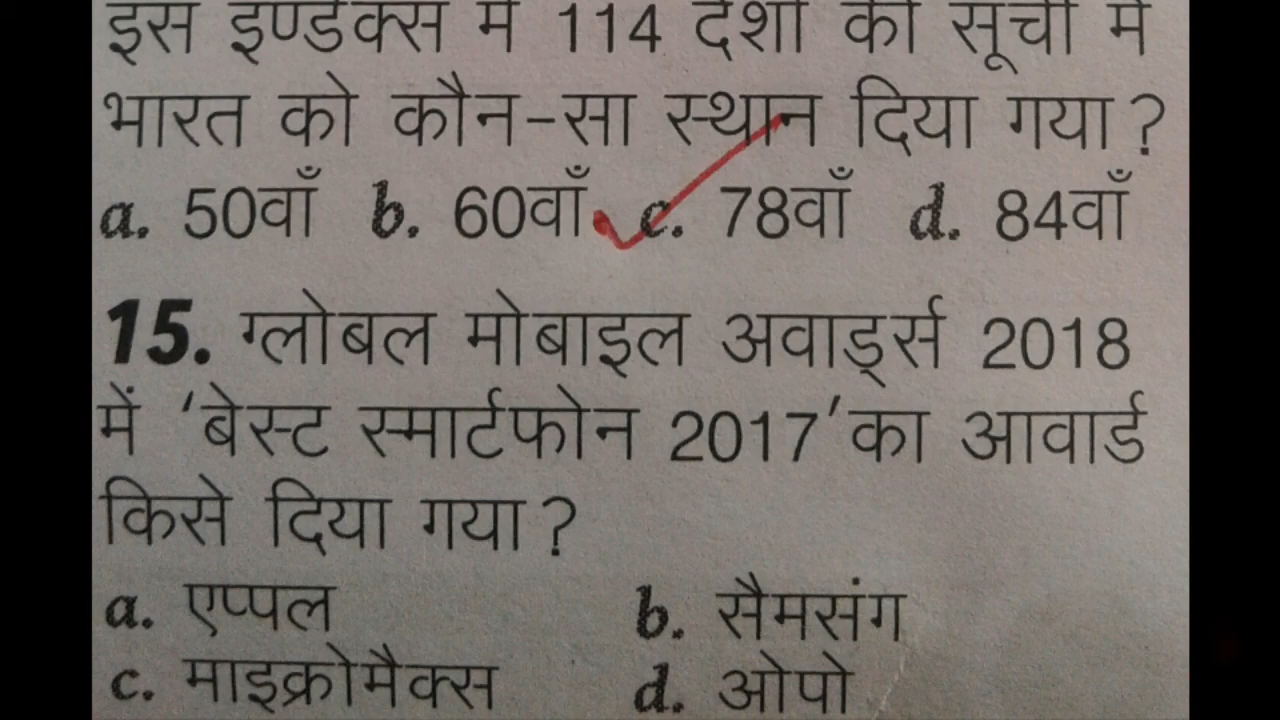 इस इण्डेक्स में 114 देशों की सूची में
भारत को कौन-सा स्थान दिया गया?
a. 50वाँ b. 60वाँ c. 78वाँ d. 84वाँ
15. ग्लोबल मोबाइल अवार्ड्स 2018
में ‘बेस्ट स्मार्टफोन 2017’ का आवार्ड
किसे दिया गया?
a. एप्पल b. सैमसंग
c. माइक्रोमैक्स d. ओपो